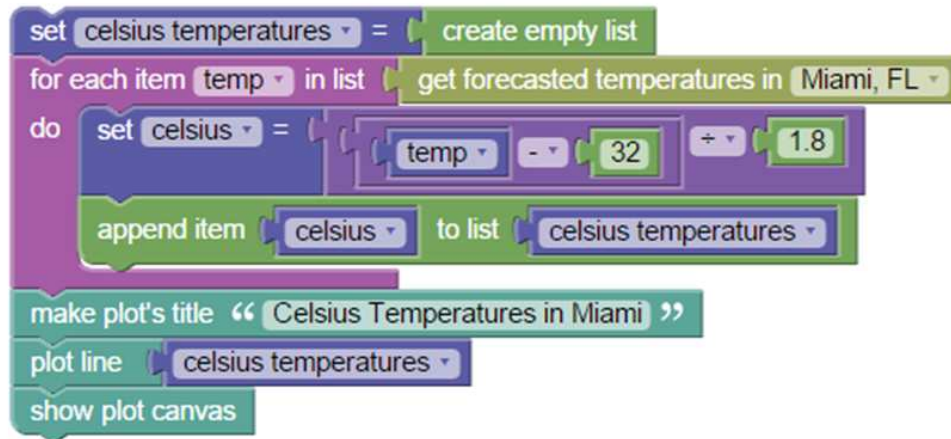 set celsius temperatures = create empty list
for each item temp in list get forecasted temperatures in Miami, FL
do set celsius = temp - 32 ÷ 1.8
append item celsius to list celsius temperatures
make plot's title “ Celsius Temperatures in Miami ”
plot line celsius temperatures
show plot canvas